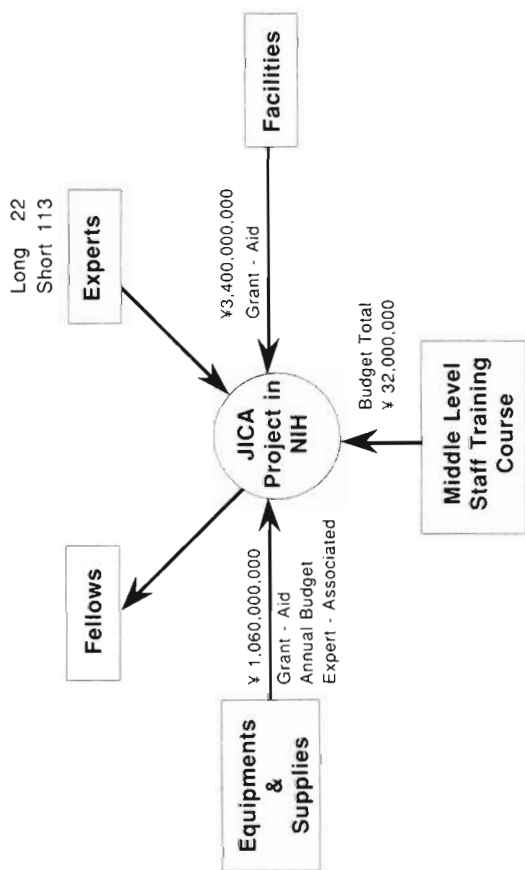 Long 22
Short 113
Experts
Fellows
Facilities
¥3,400,000,000
Grant - Aid
JICA
Project in
NIH
¥ 1,060,000,000
Grant - Aid
Annual Budget
Expert - Associated
Equipments
&
Supplies
Budget Total
¥ 32,000,000
Middle Level
Staff Training
Course